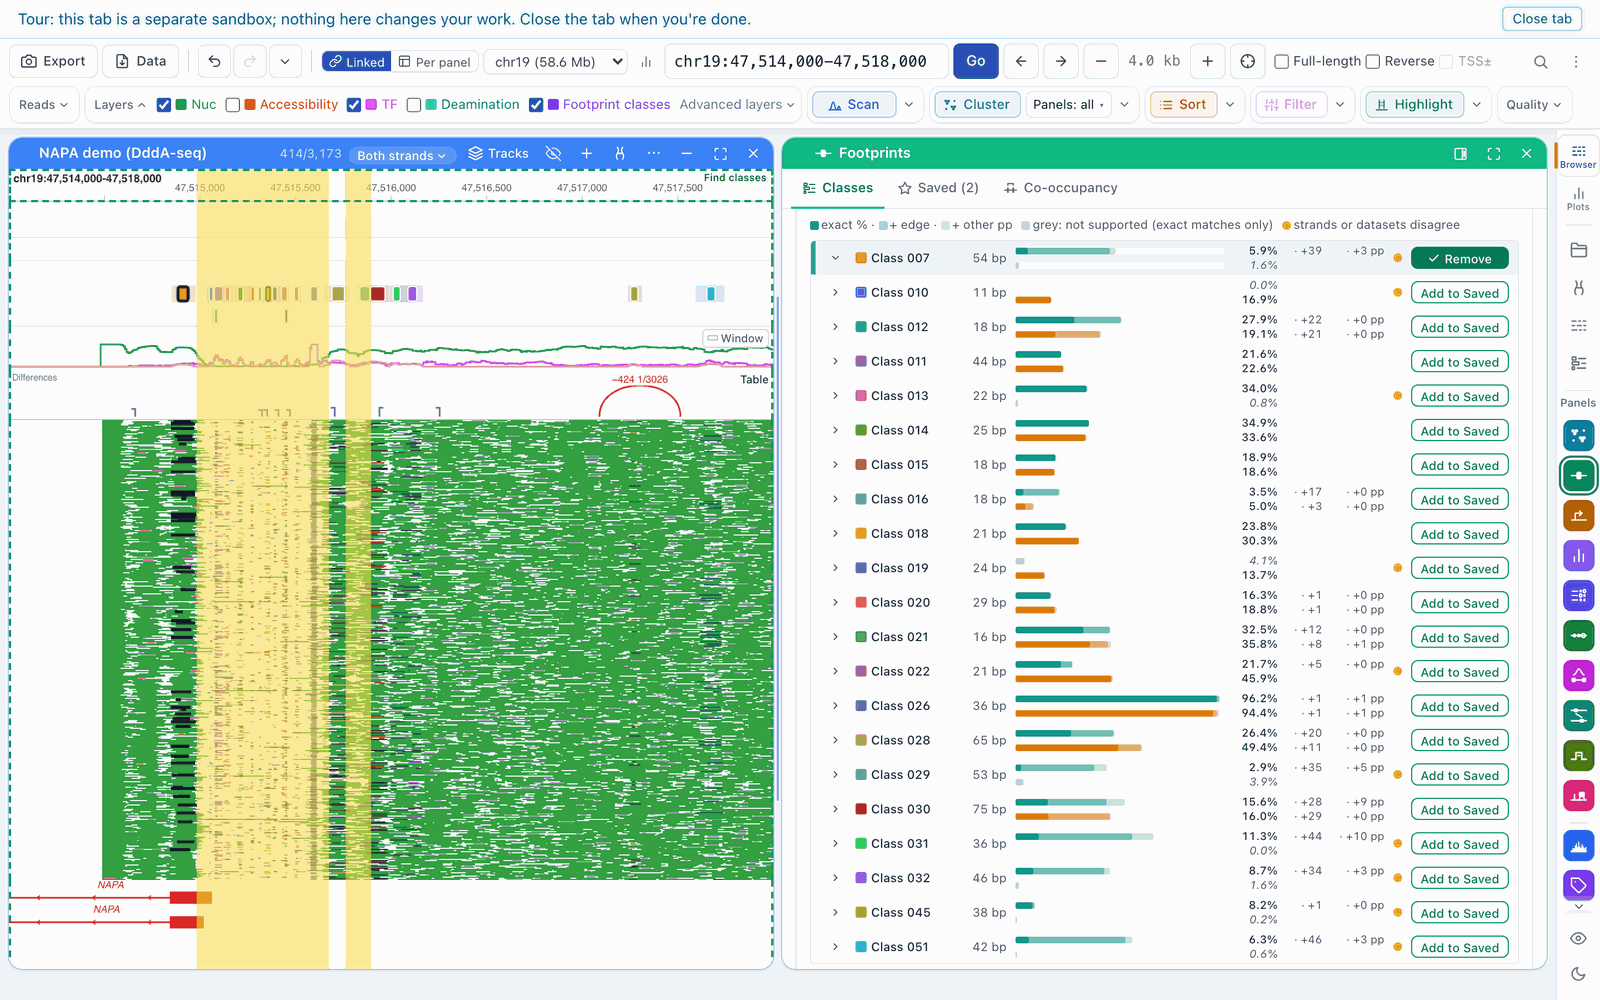 Tour: this tab is a separate sandbox; nothing here changes your work. Close the tab when you're done.
Close tab
Export
Data
Linked
Per panel
chr19 (58.6 Mb)
chr19:47,514,000–47,518,000
Go
4.0 kb
Full-length
Reverse
TSS±
Reads
Layers
Nuc
Accessibility
TF
Deamination
Footprint classes
Advanced layers
Scan
Cluster
Panels: all
Sort
Filter
Highlight
Quality
NAPA demo (DddA-seq)
414/3,173
Both strands
Tracks
chr19:47,514,000-47,518,000
Find classes
47,515,000
47,515,500
47,516,000
47,516,500
47,517,000
47,517,500
Window
Differences
−424 1/3026
Table
NAPA
NAPA
Footprints
Classes
Saved (2)
Co-occupancy
exact % · + edge · + other pp · grey: not supported (exact matches only) strands or datasets disagree
Class 007 54 bp 5.9% · +39 · +3 pp Remove
1.6%
Class 010 11 bp 0.0% Add to Saved
16.9%
Class 012 18 bp 27.9% · +22 · +0 pp Add to Saved
19.1% · +21 · +0 pp
Class 011 44 bp 21.6% Add to Saved
22.6%
Class 013 22 bp 34.0% Add to Saved
0.8%
Class 014 25 bp 34.9% Add to Saved
33.6%
Class 015 18 bp 18.9% Add to Saved
18.6%
Class 016 18 bp 3.5% · +17 · +0 pp Add to Saved
5.0% · +3 · +0 pp
Class 018 21 bp 23.8% Add to Saved
30.3%
Class 019 24 bp 4.1% Add to Saved
13.7%
Class 020 29 bp 16.3% · +1 · +0 pp Add to Saved
18.8% · +1 · +0 pp
Class 021 16 bp 32.5% · +12 · +0 pp Add to Saved
35.8% · +8 · +1 pp
Class 022 21 bp 21.7% · +5 · +0 pp Add to Saved
45.9%
Class 026 36 bp 96.2% · +1 · +1 pp Add to Saved
94.4% · +1 · +1 pp
Class 028 65 bp 26.4% · +20 · +0 pp Add to Saved
49.4% · +11 · +0 pp
Class 029 53 bp 2.9% · +35 · +5 pp Add to Saved
3.9%
Class 030 75 bp 15.6% · +28 · +9 pp Add to Saved
16.0% · +29 · +0 pp
Class 031 36 bp 11.3% · +44 · +10 pp Add to Saved
0.0%
Class 032 46 bp 8.7% · +34 · +3 pp Add to Saved
1.6%
Class 045 38 bp 8.2% · +1 · +0 pp Add to Saved
0.2%
Class 051 42 bp 6.3% · +46 · +3 pp Add to Saved
0.6%
Browser
Plots
Panels